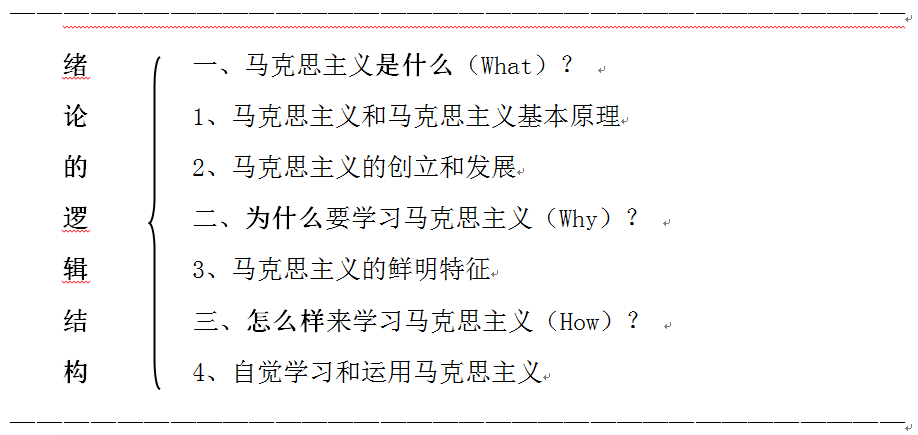 绪论的逻辑结构
一、马克思主义是什么（What）？
1、马克思主义和马克思主义基本原理
2、马克思主义的创立和发展
二、为什么要学习马克思主义（Why）？
3、马克思主义的鲜明特征
三、怎么样来学习马克思主义（How）？
4、自觉学习和运用马克思主义